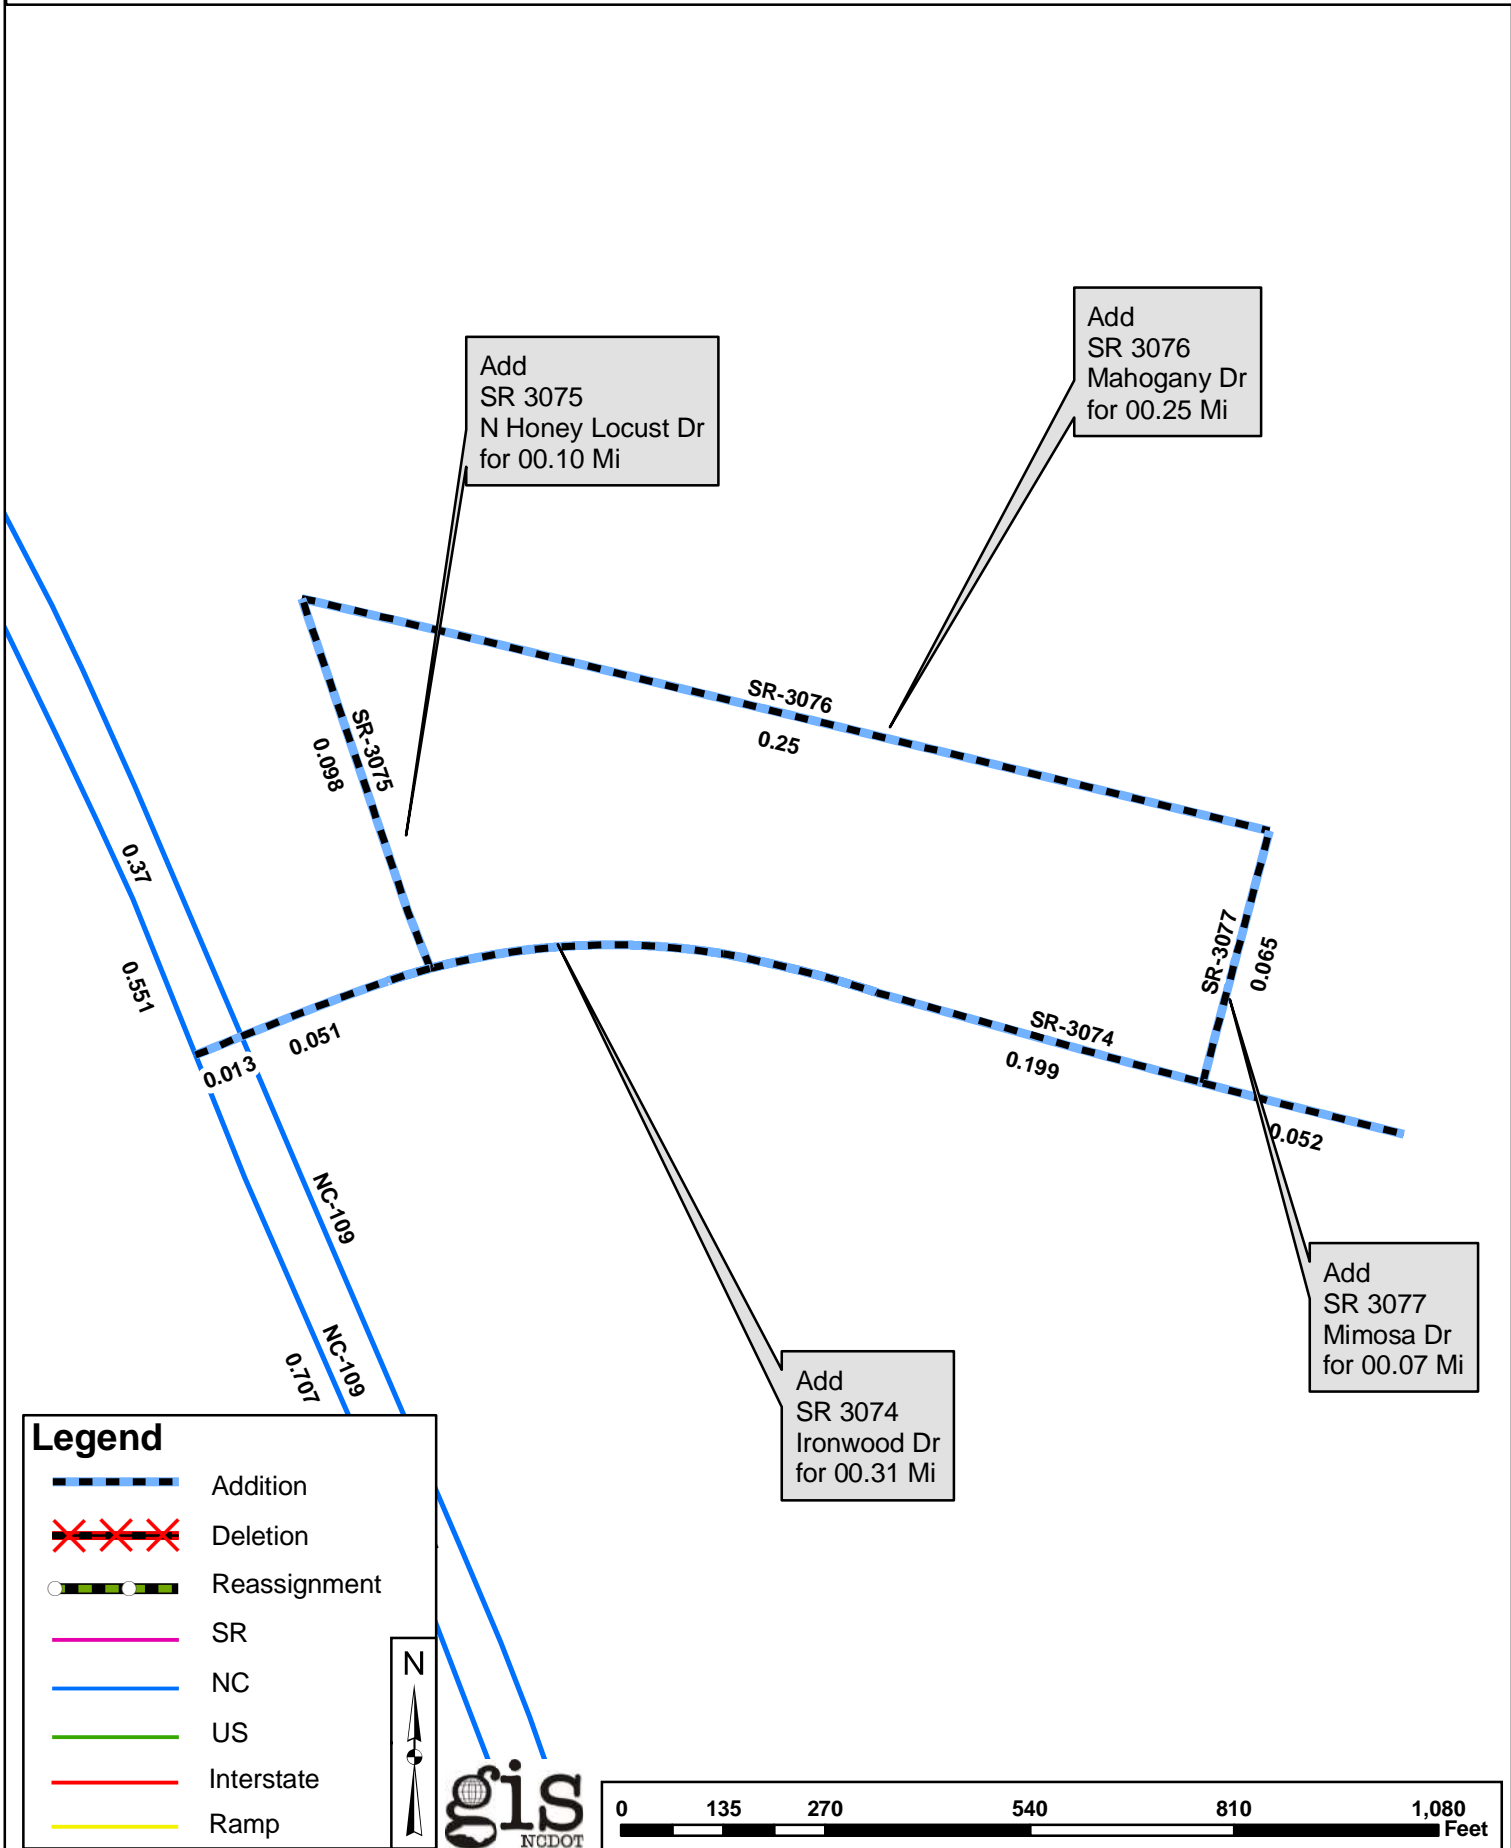 Add
SR 3076
Mahogany Dr
for 00.25 Mi
Add
SR 3075
N Honey Locust Dr
for 00.10 Mi
SR-3076
0.25
SR-3075
0.098
0.37
0.551
SR-3077
0.065
0.051
0.013
SR-3074
0.199
0.052
NC-109
NC-109
0.707
Add
SR 3077
Mimosa Dr
for 00.07 Mi
Add
SR 3074
Ironwood Dr
for 00.31 Mi
Legend
Addition
Deletion
Reassignment
SR
NC
US
Interstate
Ramp
N
gis
NCDOT
0 135 270 540 810 1,080
Feet